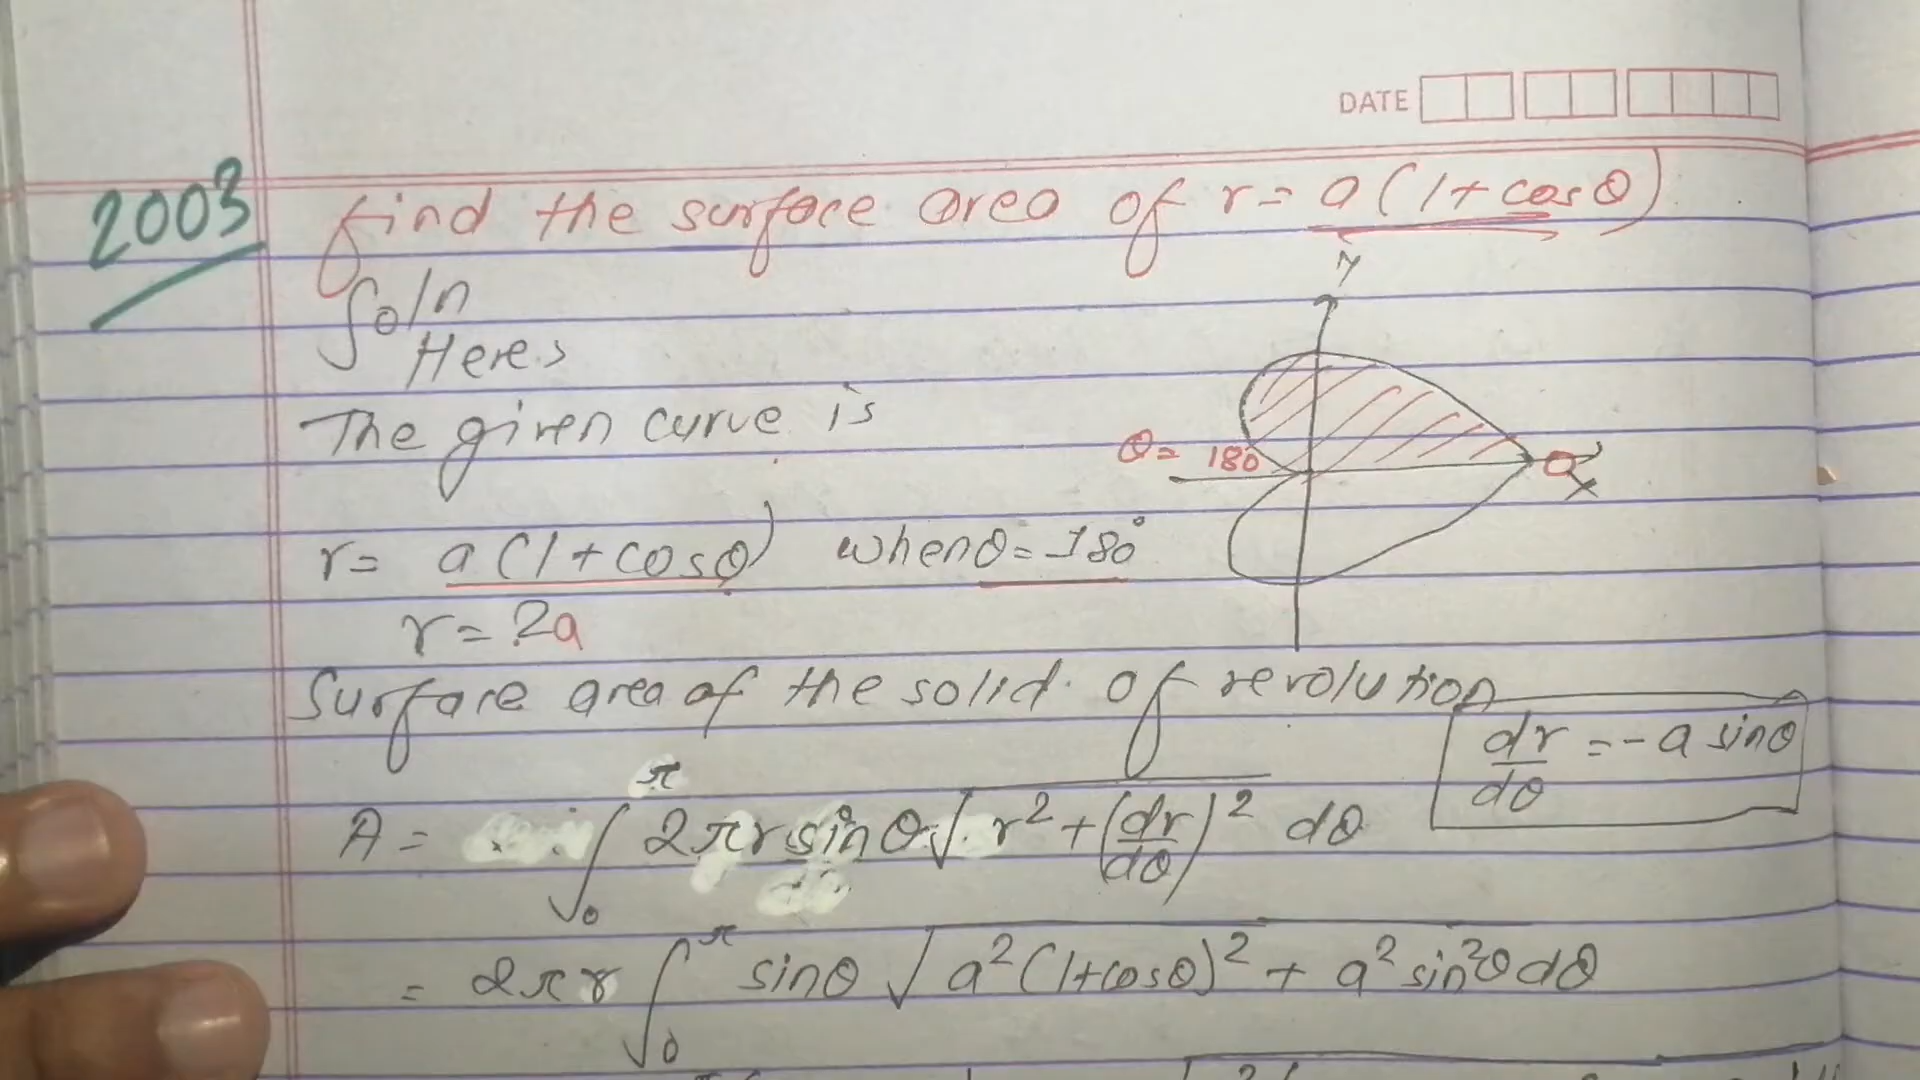 DATE
2003 find the surface area of r = a(1+cosθ)
Soln
Here,
The given curve is
y
θ = 180 0
x
r = a(1+cosθ) when θ = 180°
r = 2a
Surface area of the solid of revolution
dr/dθ = -a sinθ
A = ∫₀^π 2πr sinθ √(r² + (dr/dθ)²) dθ
= 2πr ∫₀^π sinθ √(a²(1+cosθ)² + a² sin²θ dθ